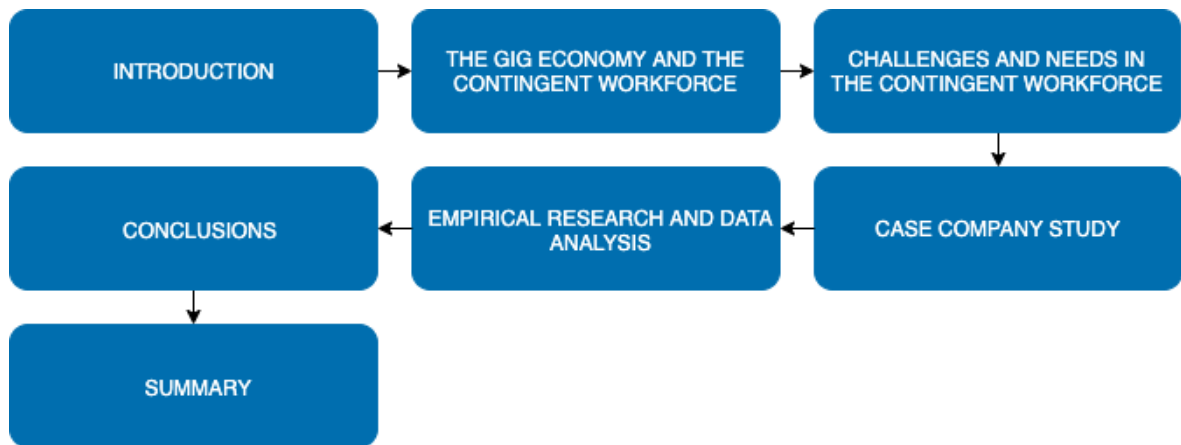 INTRODUCTION
THE GIG ECONOMY AND THE
CONTINGENT WORKFORCE
CHALLENGES AND NEEDS IN
THE CONTINGENT WORKFORCE
CASE COMPANY STUDY
EMPIRICAL RESEARCH AND DATA
ANALYSIS
CONCLUSIONS
SUMMARY